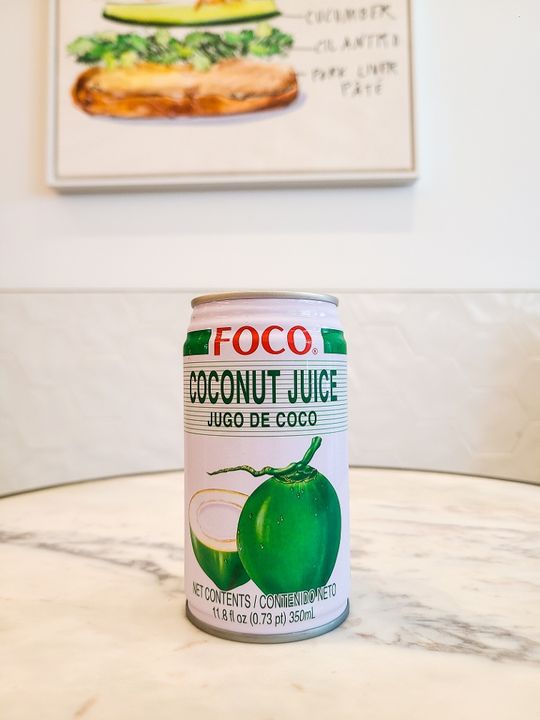 CUCUMBER
CILANTRO
PORK LIVER
PÂTÉ
FOCO®
COCONUT JUICE
JUGO DE COCO
NET CONTENTS / CONTENIDO NETO
11.8 fl oz (0.73 pt) 350mL